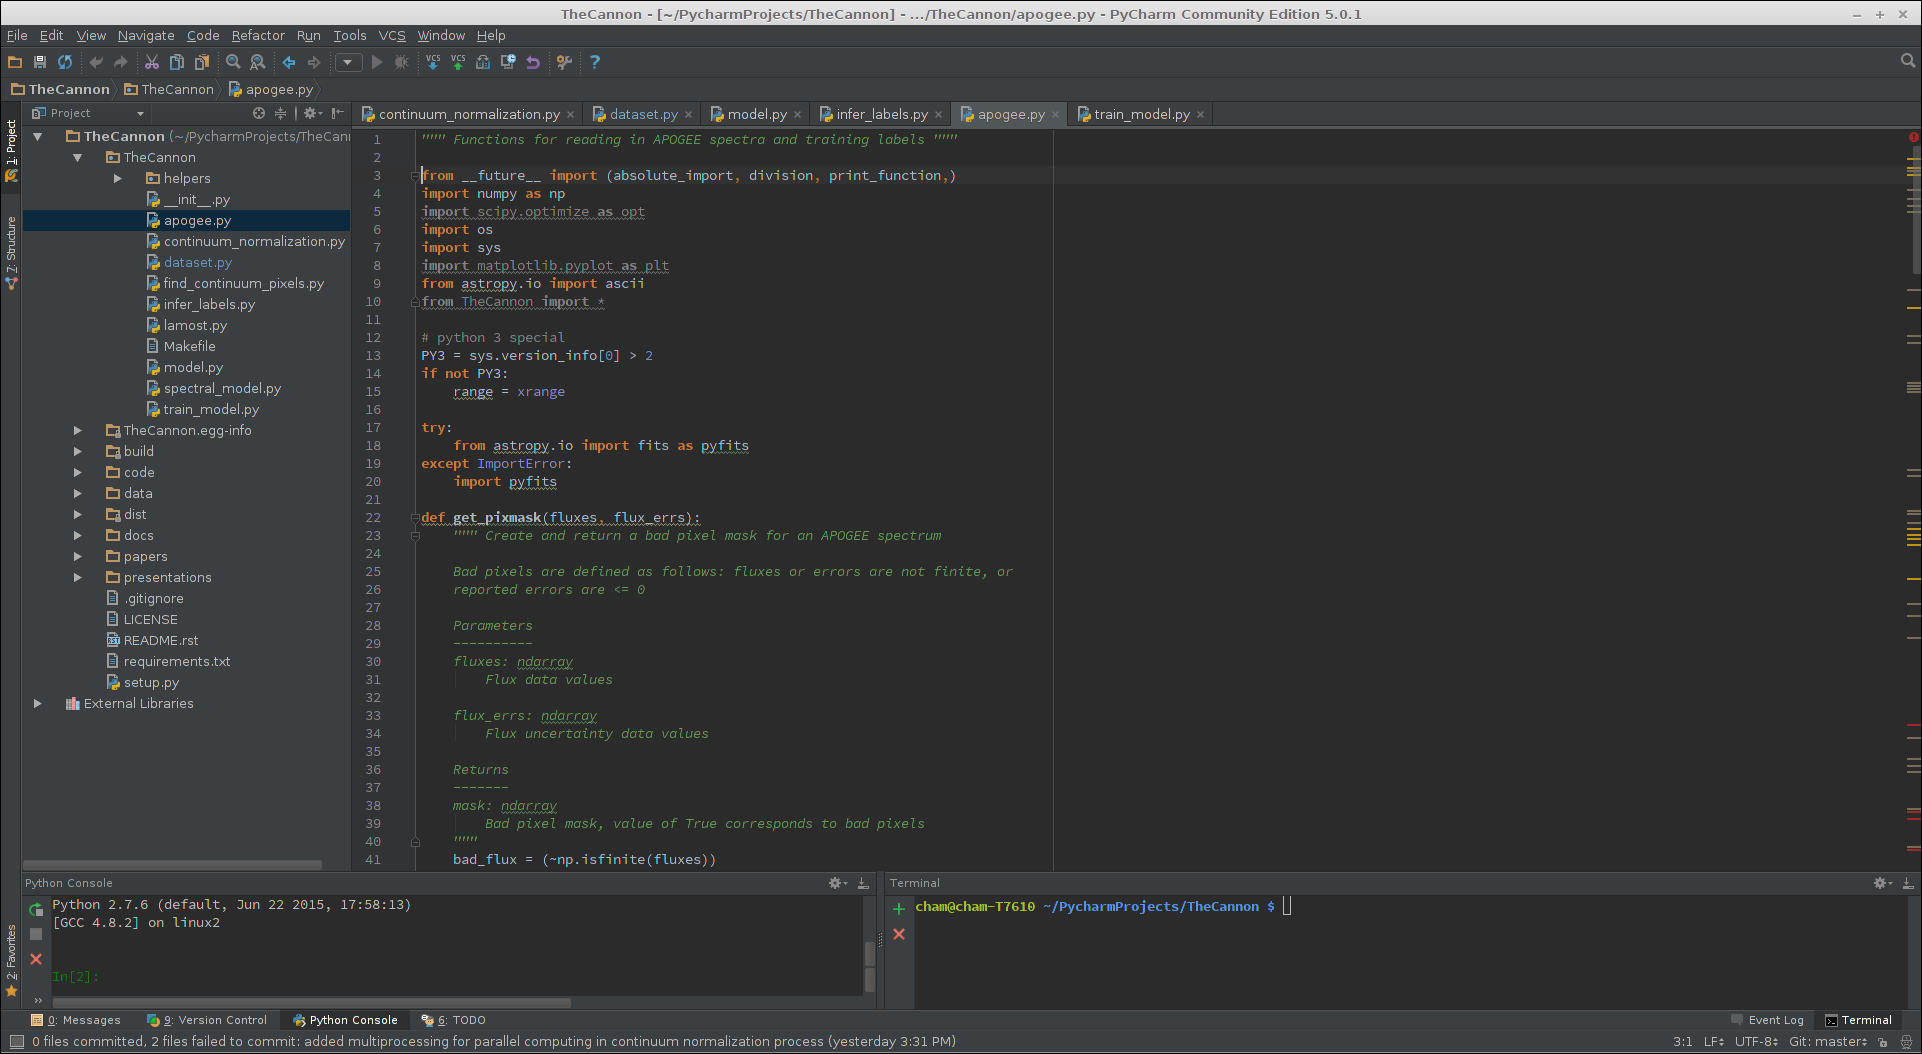 TheCannon - [~/PycharmProjects/TheCannon] - .../TheCannon/apogee.py - PyCharm Community Edition 5.0.1
File Edit View Navigate Code Refactor Run Tools VCS Window Help
VCS VCS
TheCannon TheCannon apogee.py
Project
continuum_normalization.py dataset.py model.py infer_labels.py apogee.py train_model.py
1: Project
7: Structure
2: Favorites
TheCannon (~/PycharmProjects/TheCann
TheCannon
helpers
__init__.py
apogee.py
continuum_normalization.py
dataset.py
find_continuum_pixels.py
infer_labels.py
lamost.py
Makefile
model.py
spectral_model.py
train_model.py
TheCannon.egg-info
build
code
data
dist
docs
papers
presentations
.gitignore
LICENSE
README.rst
requirements.txt
setup.py
External Libraries
1 """ Functions for reading in APOGEE spectra and training labels """
2
3 from __future__ import (absolute_import, division, print_function,)
4 import numpy as np
5 import scipy.optimize as opt
6 import os
7 import sys
8 import matplotlib.pyplot as plt
9 from astropy.io import ascii
10 from TheCannon import *
11
12 # python 3 special
13 PY3 = sys.version_info[0] > 2
14 if not PY3:
15 range = xrange
16
17 try:
18 from astropy.io import fits as pyfits
19 except ImportError:
20 import pyfits
21
22 def get_pixmask(fluxes, flux_errs):
23 """ Create and return a bad pixel mask for an APOGEE spectrum
24
25 Bad pixels are defined as follows: fluxes or errors are not finite, or
26 reported errors are <= 0
27
28 Parameters
29 ----------
30 fluxes: ndarray
31 Flux data values
32
33 flux_errs: ndarray
34 Flux uncertainty data values
35
36 Returns
37 -------
38 mask: ndarray
39 Bad pixel mask, value of True corresponds to bad pixels
40 """
41 bad_flux = (~np.isfinite(fluxes))
Python Console
Python 2.7.6 (default, Jun 22 2015, 17:58:13)
[GCC 4.8.2] on linux2
In[2]:
Terminal
cham@cham-T7610 ~/PycharmProjects/TheCannon $
0: Messages 9: Version Control Python Console 6: TODO Event Log Terminal
0 files committed, 2 files failed to commit: added multiprocessing for parallel computing in continuum normalization process (yesterday 3:31 PM) 3:1 LF UTF-8 Git: master